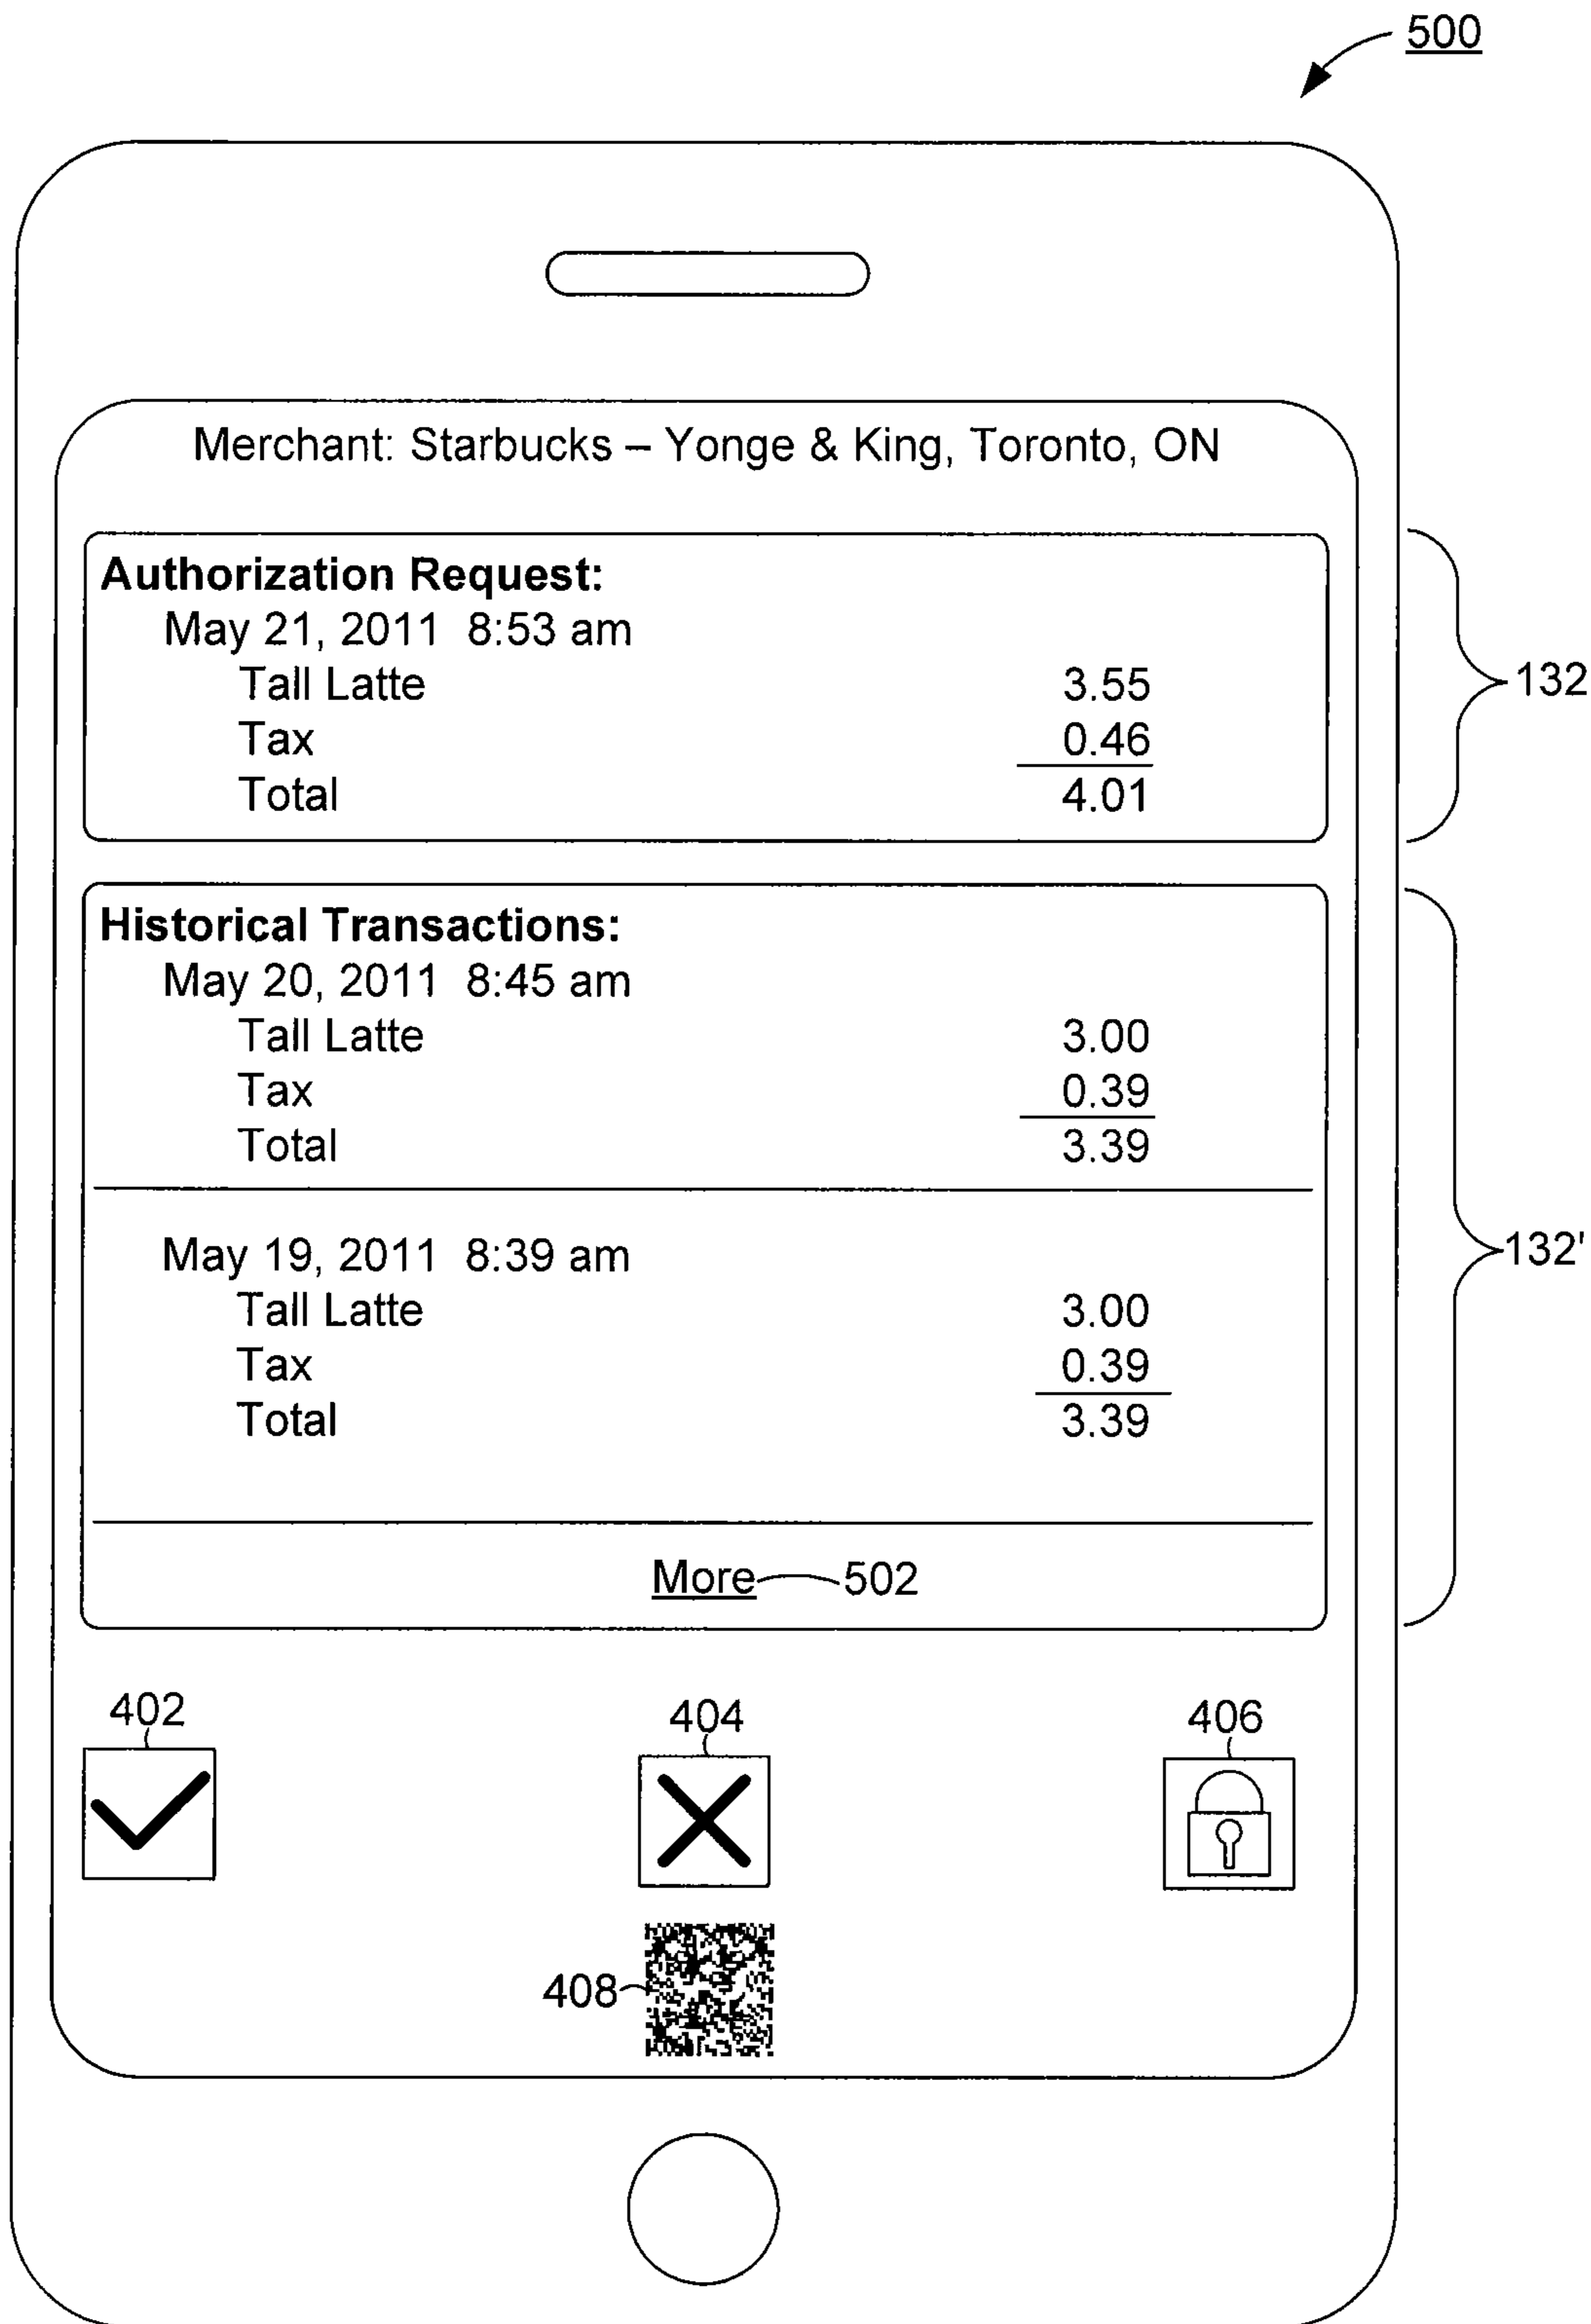 500
Merchant: Starbucks – Yonge & King, Toronto, ON
Authorization Request:
May 21, 2011 8:53 am
Tall Latte 3.55
132
Tax 0.46
Total 4.01
Historical Transactions:
May 20, 2011 8:45 am
Tall Latte 3.00
Tax 0.39
Total 3.39
May 19, 2011 8:39 am
132'
Tall Latte 3.00
Tax 0.39
Total 3.39
More 502
402 404 406
408